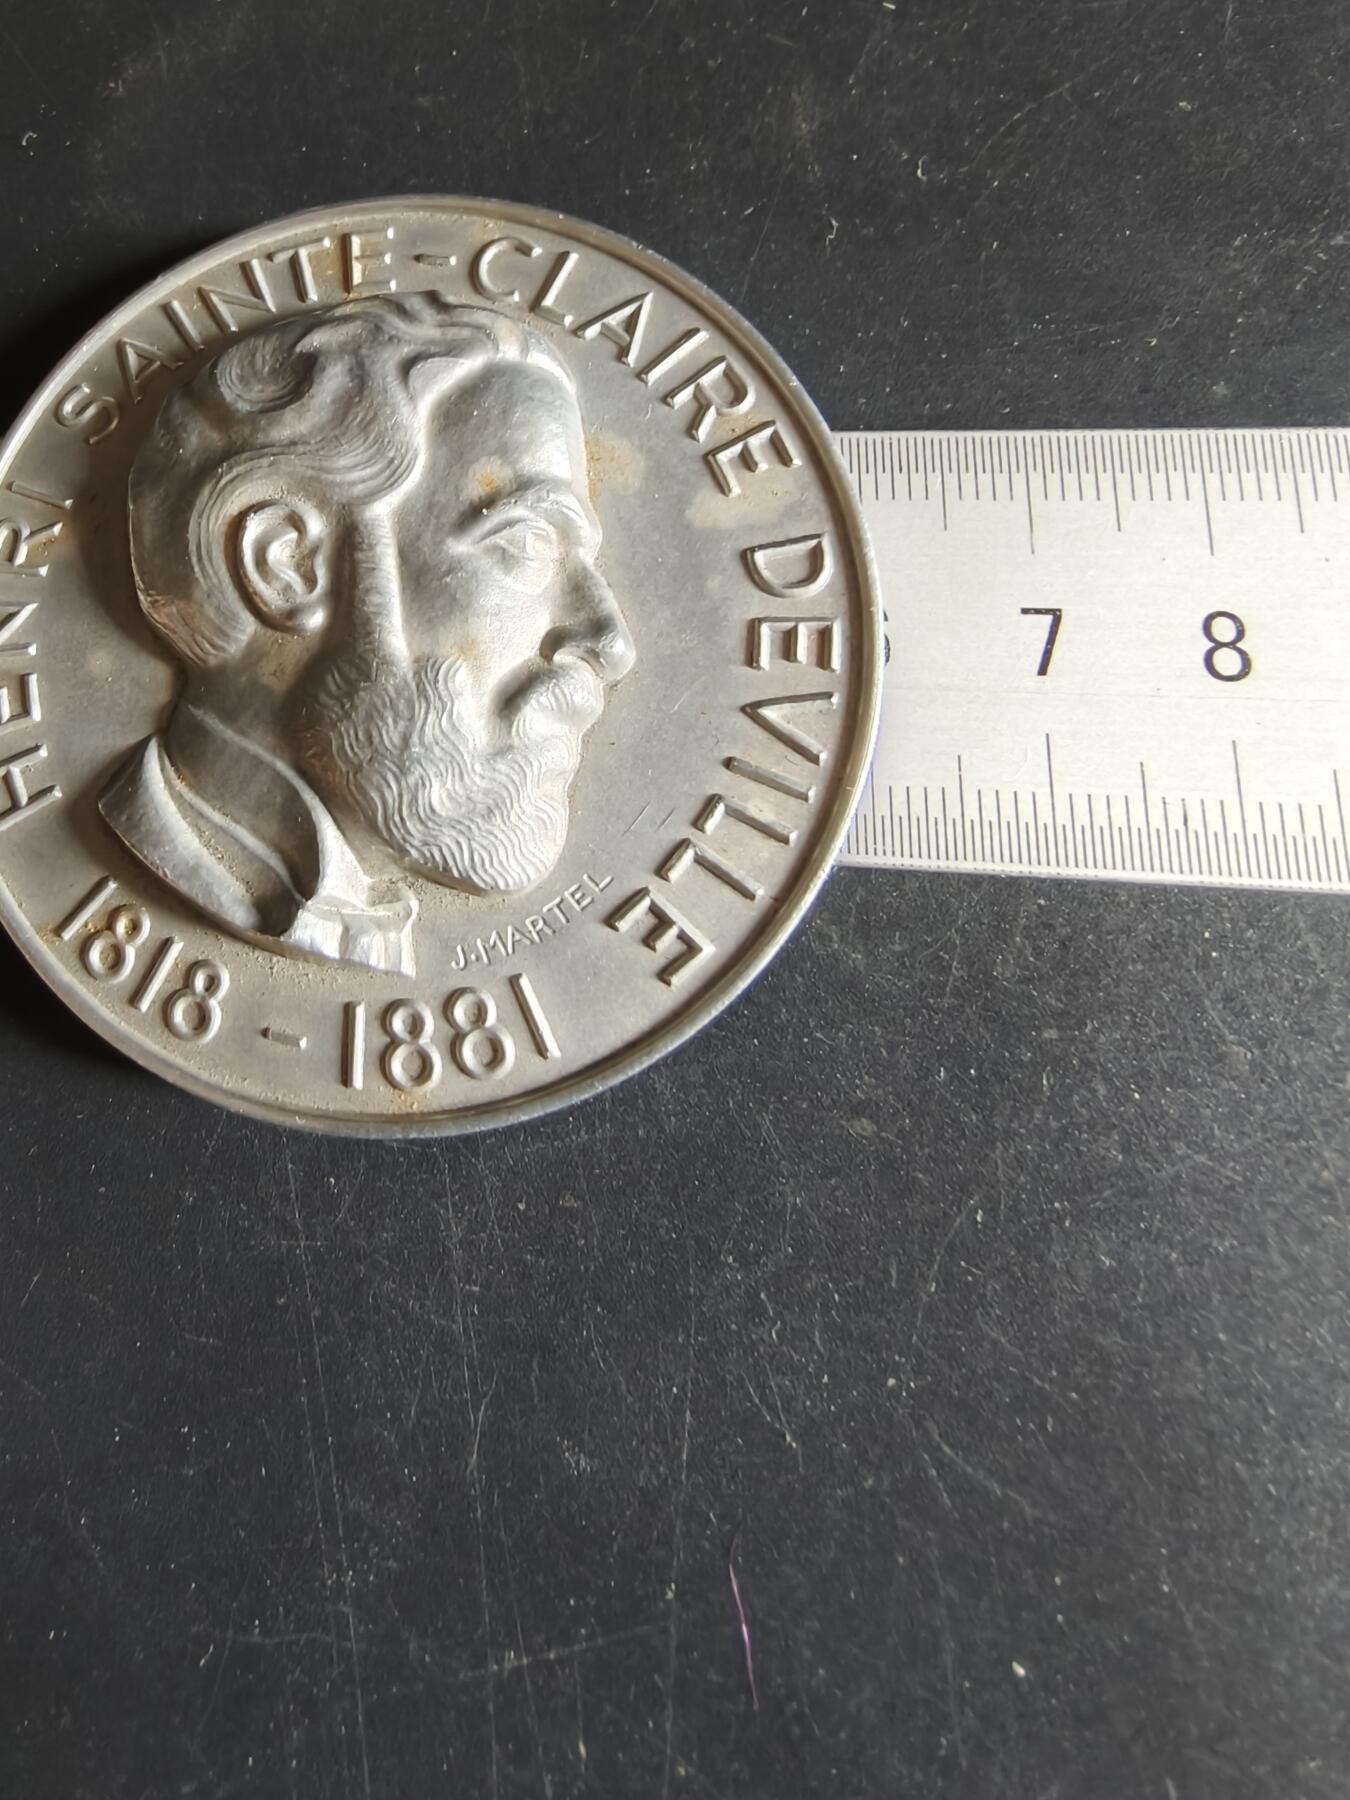 HENRI SAINTE-CLAIRE DEVILLE
J.MARTEL
1818 - 1881
7 8